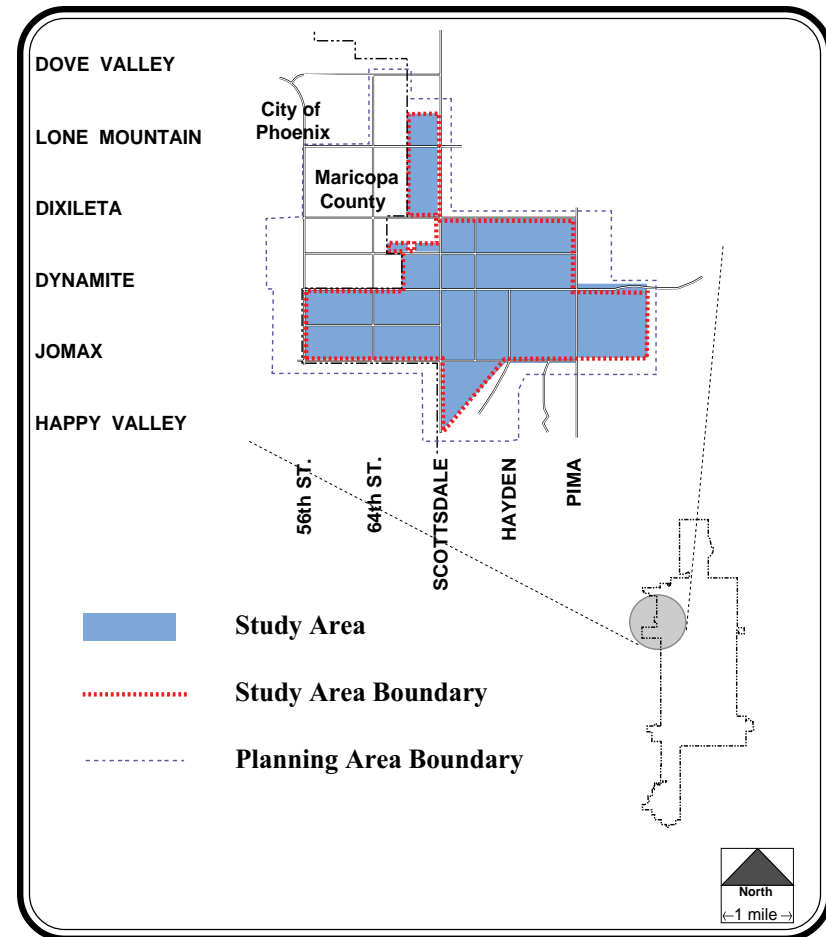 DOVE VALLEY
City of
Phoenix
LONE MOUNTAIN
Maricopa
County
DIXILETA
DYNAMITE
JOMAX
HAPPY VALLEY
56th ST.
64th ST.
SCOTTSDALE
HAYDEN
PIMA
Study Area
Study Area Boundary
Planning Area Boundary
North
←1 mile→